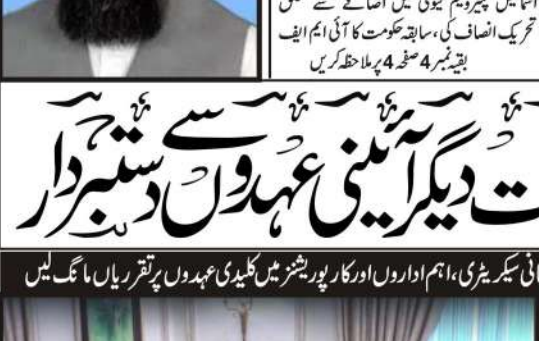 تحریک انصاف کی، سابقہ حکومت کا آئی ایم ایف
بقیہ نمبر 4 صفحہ 4 پر ملاحظہ کریں
ت دیگر آئینی عہدوں سے دستبردار
نی سیکریٹری، اہم اداروں اور کارپوریشنز میں کلیدی عہدوں پر تقرریاں مانگ لیں